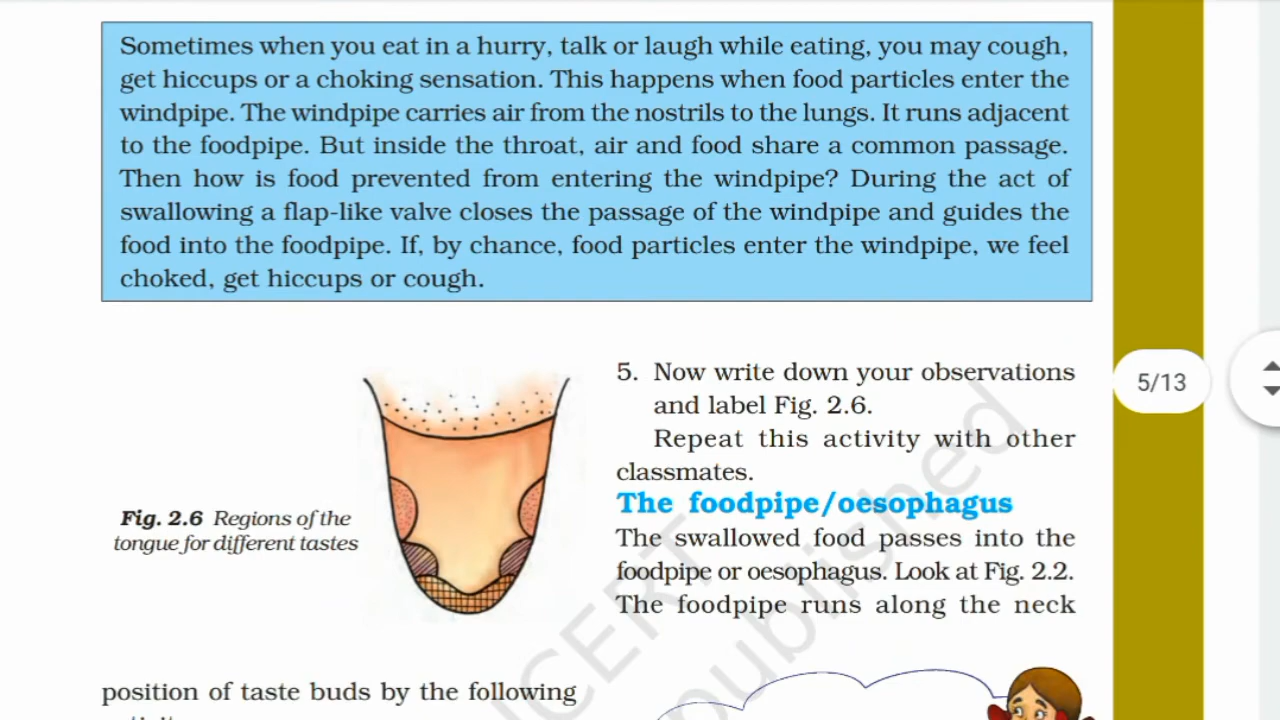 Sometimes when you eat in a hurry, talk or laugh while eating, you may cough,
get hiccups or a choking sensation. This happens when food particles enter the
windpipe. The windpipe carries air from the nostrils to the lungs. It runs adjacent
to the foodpipe. But inside the throat, air and food share a common passage.
Then how is food prevented from entering the windpipe? During the act of
swallowing a flap-like valve closes the passage of the windpipe and guides the
food into the foodpipe. If, by chance, food particles enter the windpipe, we feel
choked, get hiccups or cough.
Fig. 2.6 Regions of the
tongue for different tastes
5. Now write down your observations
and label Fig. 2.6.
Repeat this activity with other
classmates.
The foodpipe/oesophagus
The swallowed food passes into the
foodpipe or oesophagus. Look at Fig. 2.2.
The foodpipe runs along the neck
position of taste buds by the following
5/13
NCERT
published